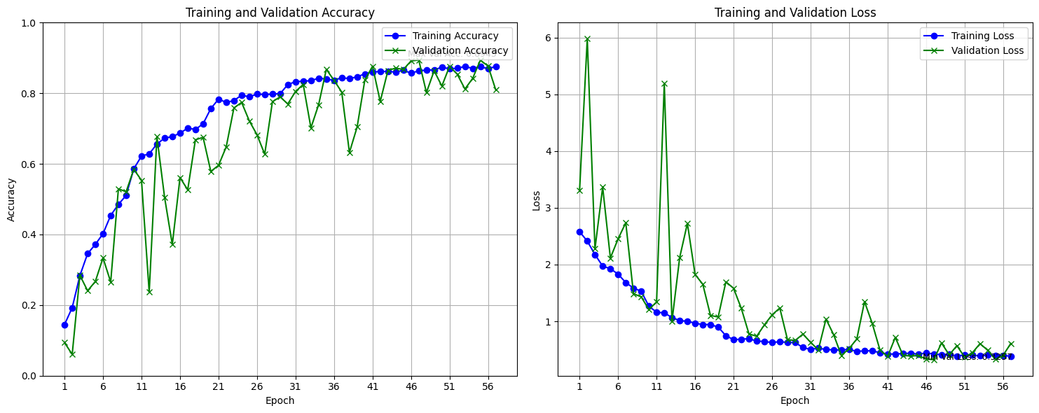 Training and Validation Accuracy
Training Accuracy
Validation Accuracy
1.0
0.8
0.6
0.4
0.2
0.0
Accuracy
1 6 11 16 21 26 31 36 41 46 51 56
Epoch
Training and Validation Loss
Training Loss
Validation Loss
6
5
4
3
2
1
Loss
1 6 11 16 21 26 31 36 41 46 51 56
Epoch